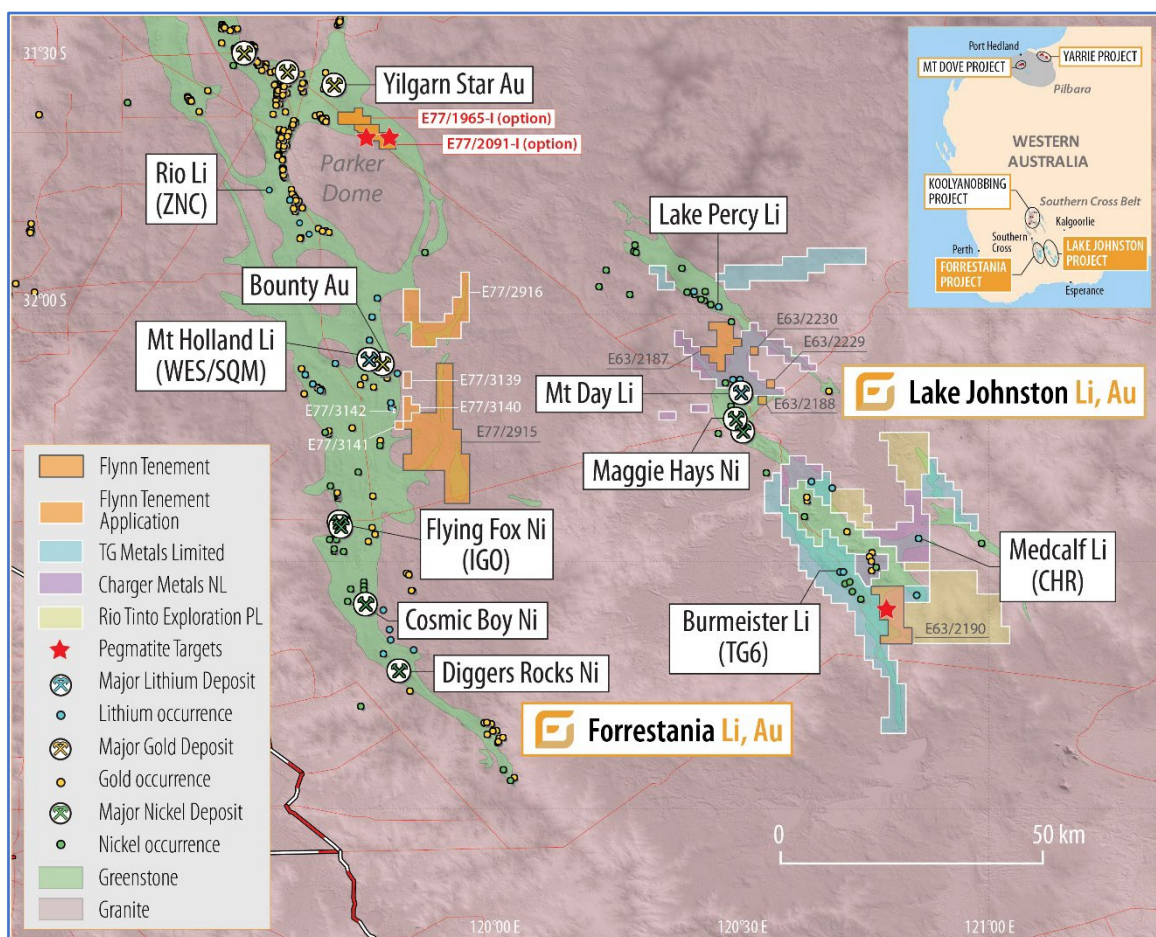 31°30 S
Yilgarn Star Au
E77/1965-I (option)
E77/2091-I (option)
Parker
Dome
Rio Li
(ZNC)
Lake Percy Li
32°00 S
Bounty Au
E77/2916
Mt Holland Li
(WES/SQM)
E63/2230
E63/2229
E63/2187
E77/3139
Mt Day Li
E63/2188
E77/3142
E77/3140
E77/3141
E77/2915
Lake Johnston Li, Au
Maggie Hays Ni
Flying Fox Ni
(IGO)
Medcalf Li
(CHR)
Cosmic Boy Ni
Burmeister Li
(TG6)
E63/2190
Diggers Rocks Ni
Forrestania Li, Au
0
50 km
120°00 E
120°30 E
121°00 E
Flynn Tenement
Flynn Tenement
Application
TG Metals Limited
Charger Metals NL
Rio Tinto Exploration PL
Pegmatite Targets
Major Lithium Deposit
Lithium occurrence
Major Gold Deposit
Gold occurrence
Major Nickel Deposit
Nickel occurrence
Greenstone
Granite
Port Hedland
YARRIE PROJECT
MT DOVE PROJECT
Pilbara
WESTERN
AUSTRALIA
KOOLYANOBBING
PROJECT
Southern Cross Belt
Kalgoorlie
Southern
Cross
Perth
LAKE JOHNSTON
PROJECT
FORRESTANIA
PROJECT
Esperance